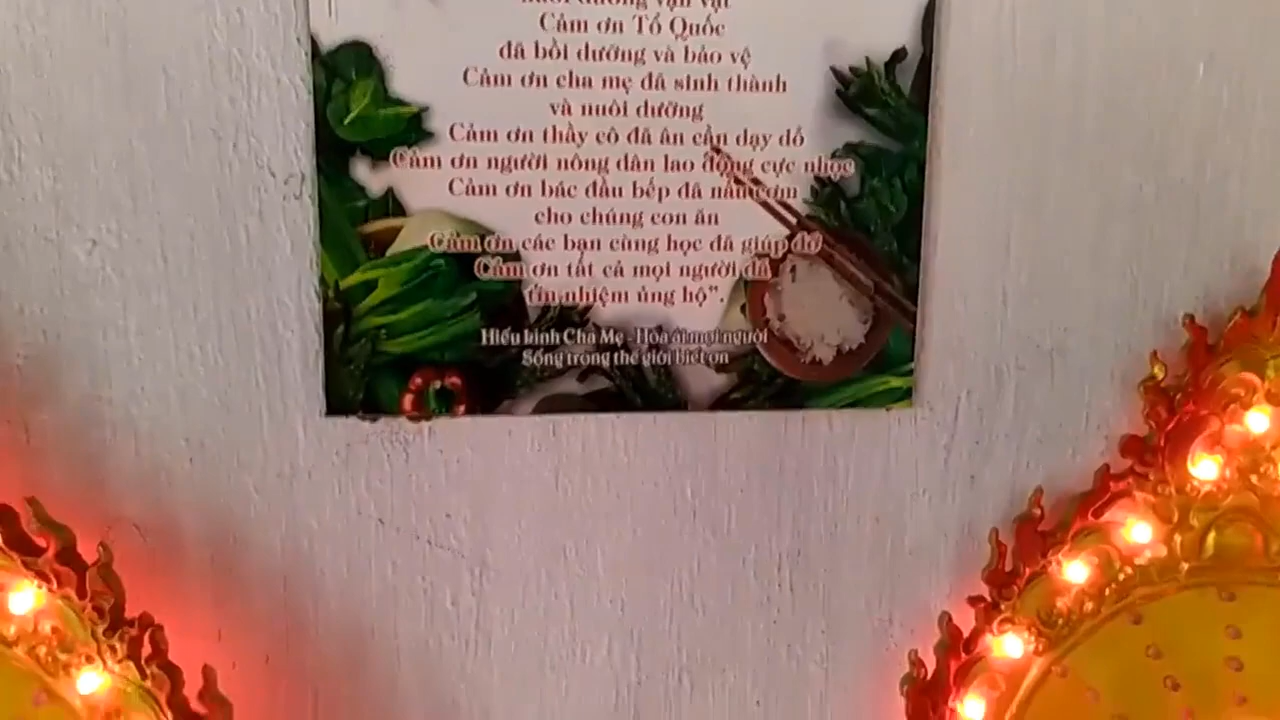 nuôi dưỡng vạn vật
Cảm ơn Tổ Quốc
đã bồi dưỡng và bảo vệ
Cảm ơn cha mẹ đã sinh thành
và nuôi dưỡng
Cảm ơn thầy cô đã ân cần dạy dỗ
Cảm ơn người nông dân lao động cực nhọc
Cảm ơn bác đầu bếp đã nấu cơm
cho chúng con ăn
Cảm ơn các bạn cùng học đã giúp đỡ
Cảm ơn tất cả mọi người đã
tín nhiệm ủng hộ".
Hiếu kính Cha Mẹ - Hòa ái mọi người
Sống trong thế giới biết ơn